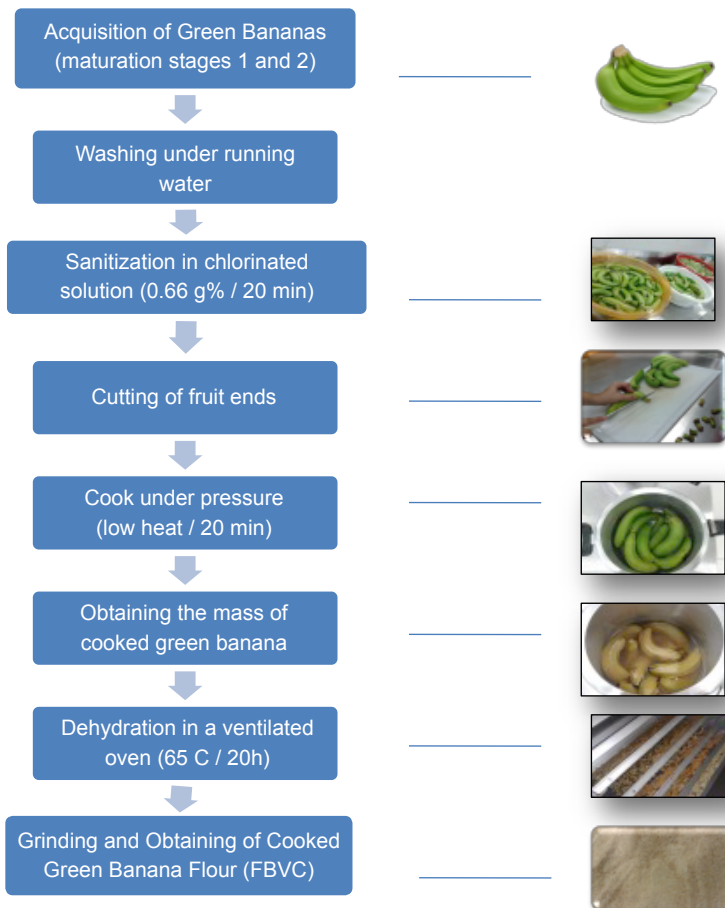 Acquisition of Green Bananas
(maturation stages 1 and 2)
Washing under running
water
Sanitization in chlorinated
solution (0.66 g% / 20 min)
Cutting of fruit ends
Cook under pressure
(low heat / 20 min)
Obtaining the mass of
cooked green banana
Dehydration in a ventilated
oven (65 C / 20h)
Grinding and Obtaining of Cooked
Green Banana Flour (FBVC)